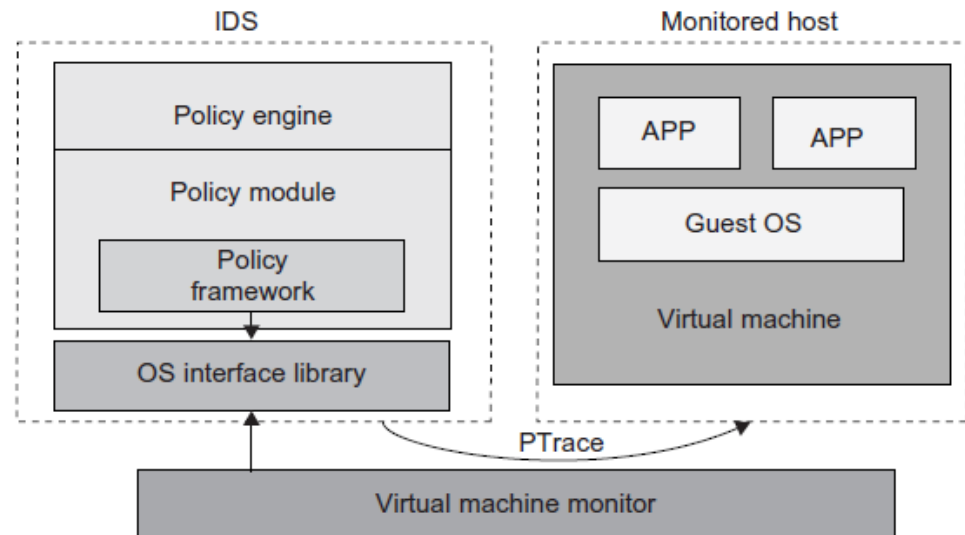 IDS
Policy engine
Policy module
Policy
framework
OS interface library
Monitored host
APP
APP
Guest OS
Virtual machine
PTrace
Virtual machine monitor